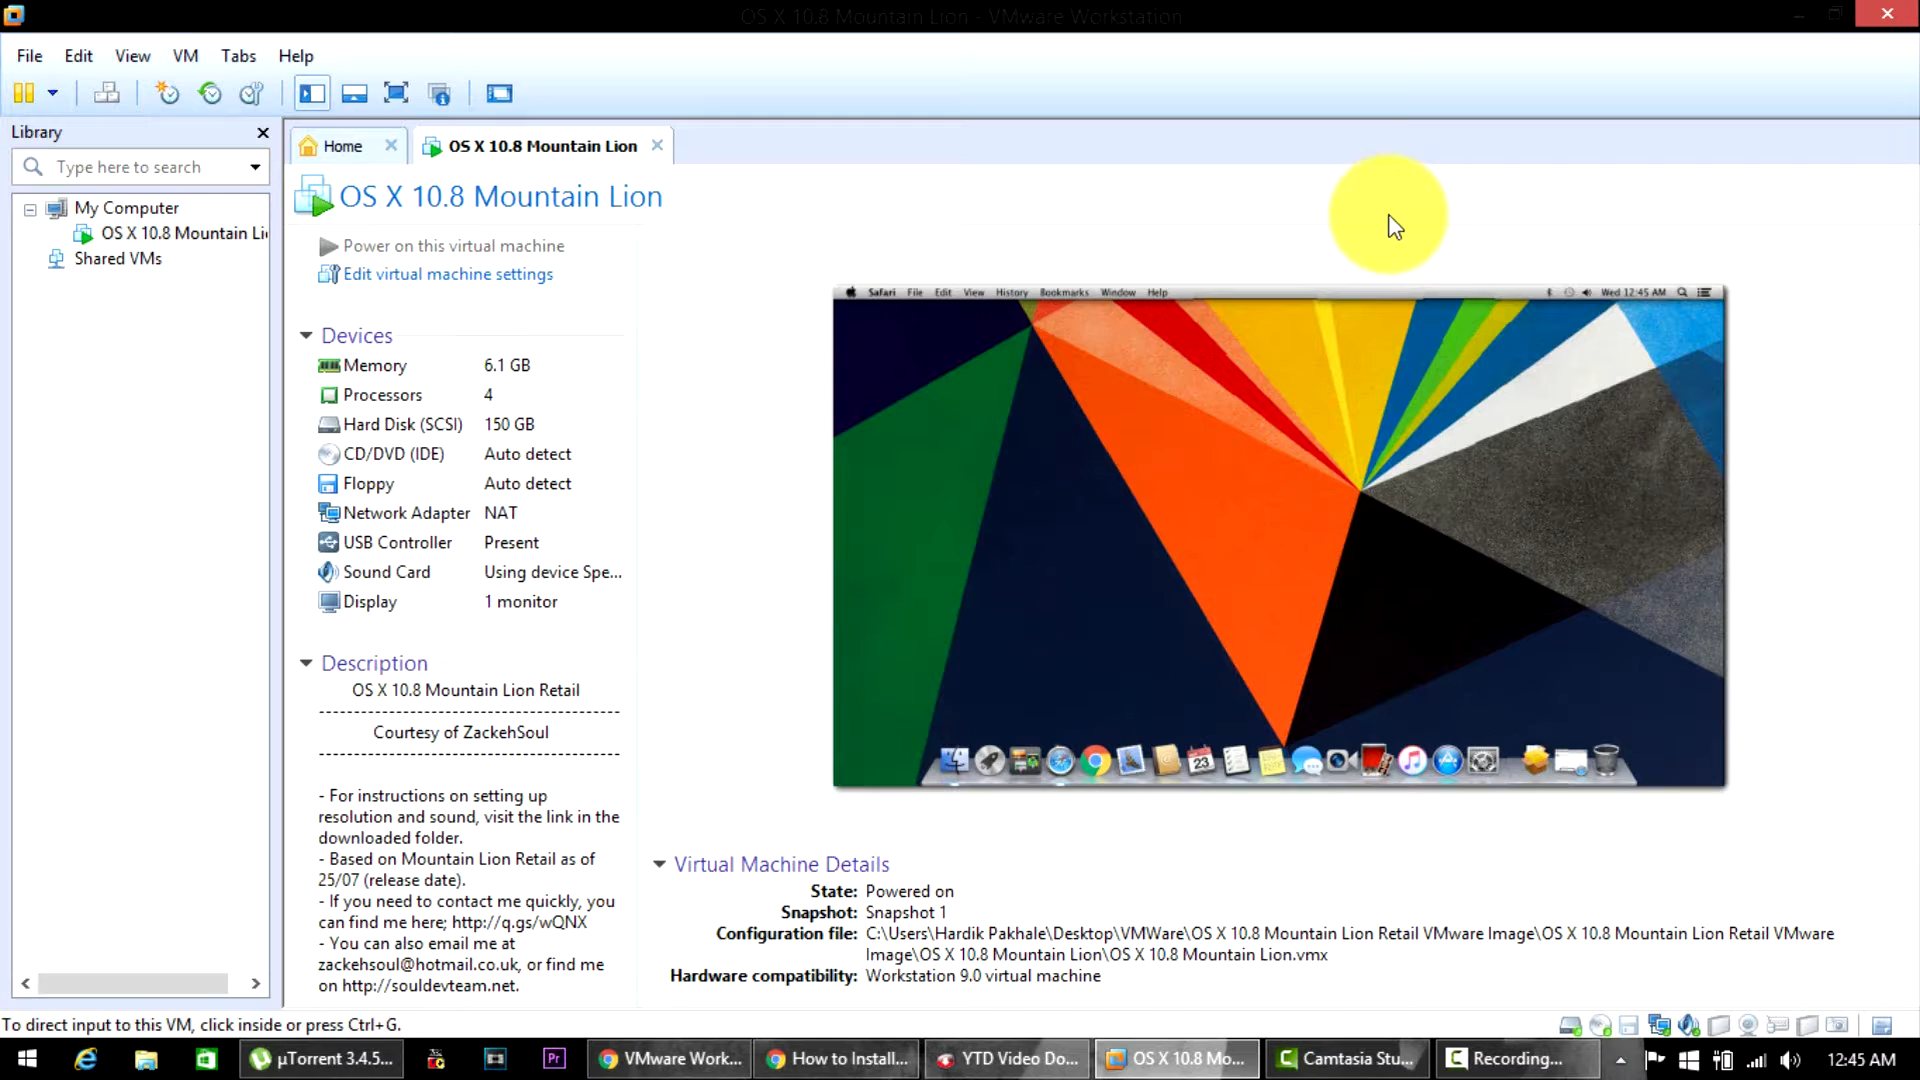 OS X 10.8 Mountain Lion - VMware Workstation
File Edit View VM Tabs Help
Library
Type here to search
My Computer
OS X 10.8 Mountain Li
Shared VMs
Home
OS X 10.8 Mountain Lion
OS X 10.8 Mountain Lion
Power on this virtual machine
Edit virtual machine settings
Devices
Memory 6.1 GB
Processors 4
Hard Disk (SCSI) 150 GB
CD/DVD (IDE) Auto detect
Floppy Auto detect
Network Adapter NAT
USB Controller Present
Sound Card Using device Spe...
Display 1 monitor
Description
OS X 10.8 Mountain Lion Retail
--------------------------------------------
Courtesy of ZackehSoul
--------------------------------------------
- For instructions on setting up
resolution and sound, visit the link in the
downloaded folder.
- Based on Mountain Lion Retail as of
25/07 (release date).
- If you need to contact me quickly, you
can find me here; http://q.gs/wQNX
- You can also email me at
zackehsoul@hotmail.co.uk, or find me
on http://souldevteam.net.
Safari File Edit View History Bookmarks Window Help Wed 12:45 AM
23
Virtual Machine Details
State: Powered on
Snapshot: Snapshot 1
Configuration file: C:\Users\Hardik Pakhale\Desktop\VMWare\OS X 10.8 Mountain Lion Retail VMware Image\OS X 10.8 Mountain Lion Retail VMware
Image\OS X 10.8 Mountain Lion\OS X 10.8 Mountain Lion.vmx
Hardware compatibility: Workstation 9.0 virtual machine
To direct input to this VM, click inside or press Ctrl+G.
µTorrent 3.4.5... Pr VMware Work... How to Install... YTD Video Do... OS X 10.8 Mo... Camtasia Stu... Recording... 12:45 AM